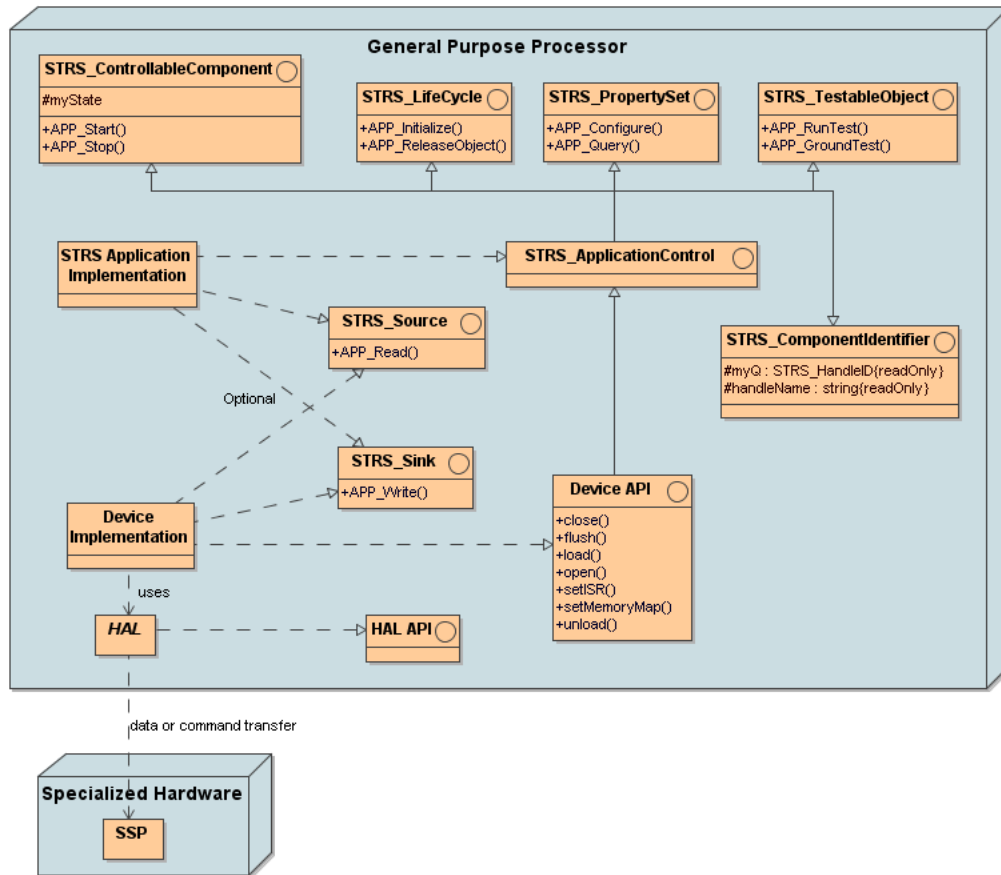 General Purpose Processor
STRS_ControllableComponent
#myState
+APP_Start()
+APP_Stop()
STRS_LifeCycle
+APP_Initialize()
+APP_ReleaseObject()
STRS_PropertySet
+APP_Configure()
+APP_Query()
STRS_TestableObject
+APP_RunTest()
+APP_GroundTest()
STRS Application
Implementation
STRS_ApplicationControl
STRS_Source
+APP_Read()
STRS_ComponentIdentifier
#myQ : STRS_HandleID{readOnly}
#handleName : string{readOnly}
Optional
STRS_Sink
+APP_Write()
Device
Implementation
Device API
+close()
+flush()
+load()
+open()
+setISR()
+setMemoryMap()
+unload()
uses
HAL
HAL API
data or command transfer
Specialized Hardware
SSP